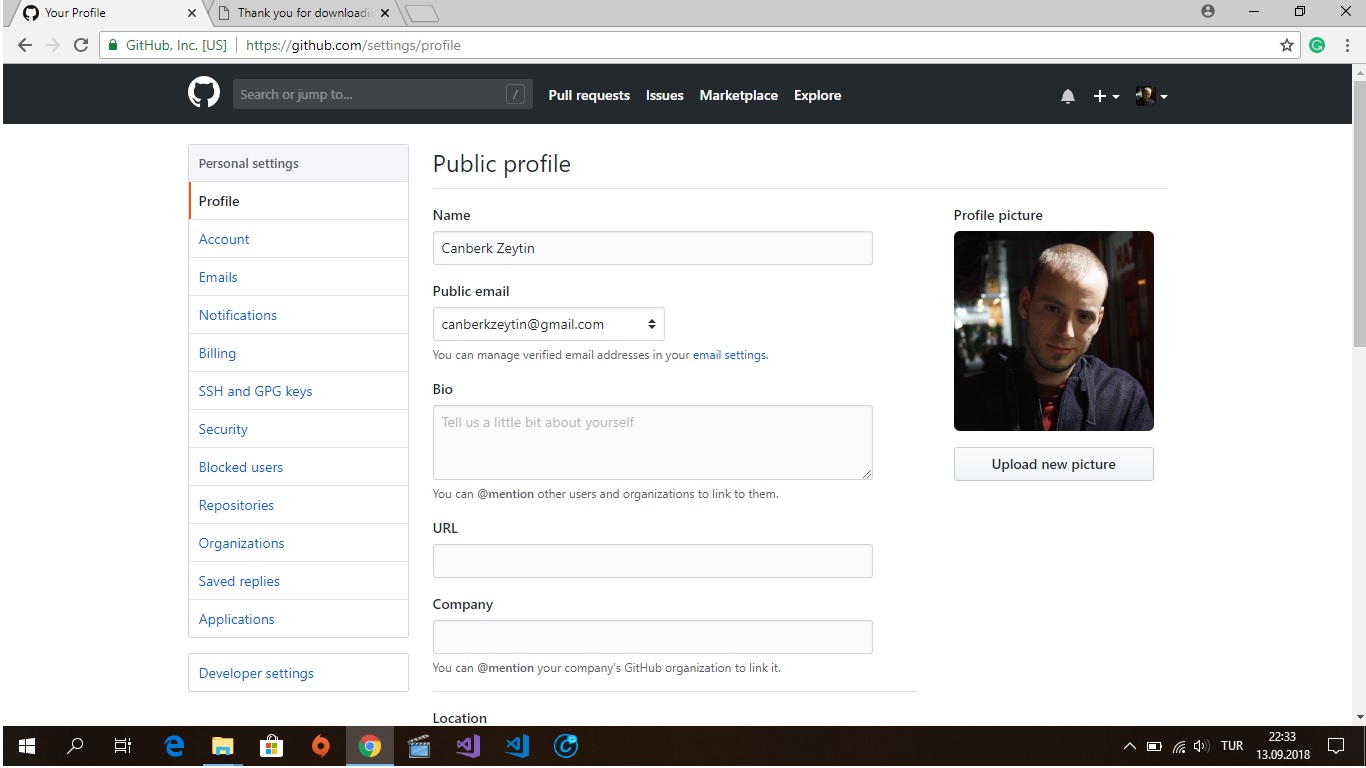 Your Profile
Thank you for downloadi
GitHub, Inc. [US]
https://github.com/settings/profile
Search or jump to...
/
Pull requests
Issues
Marketplace
Explore
Personal settings
Profile
Account
Emails
Notifications
Billing
SSH and GPG keys
Security
Blocked users
Repositories
Organizations
Saved replies
Applications
Developer settings
Public profile
Name
Canberk Zeytin
Public email
canberkzeytin@gmail.com
You can manage verified email addresses in your email settings.
Bio
Tell us a little bit about yourself
You can @mention other users and organizations to link to them.
URL
Company
You can @mention your company's GitHub organization to link it.
Location
Profile picture
Upload new picture
TUR
22:33
13.09.2018